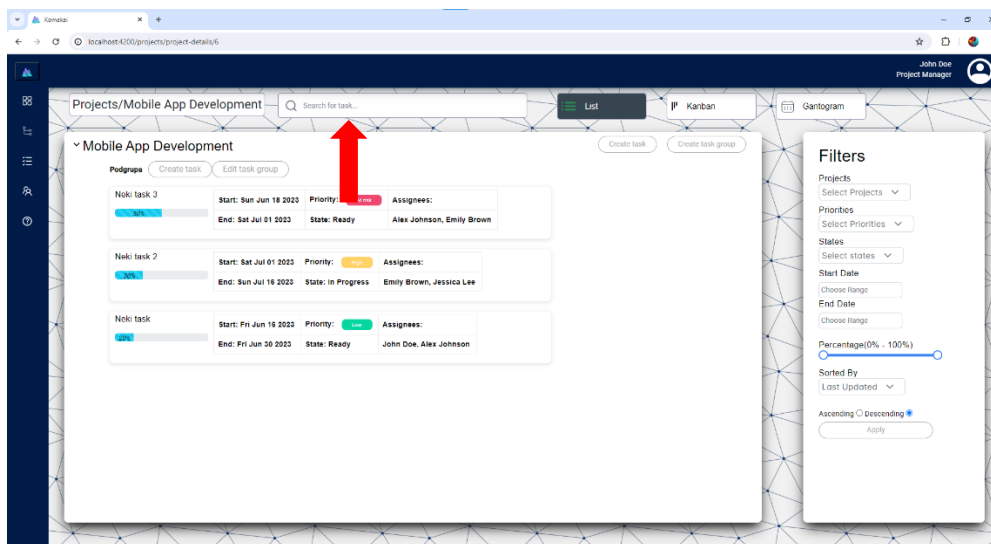 Komakai
localhost:4200/projects/project-details/6
John Doe
Project Manager
Projects/Mobile App Development
Search for task...
List
Kanban
Gantogram
Mobile App Development
Create task
Create task group
Podgrupa
Create task
Edit task group
Neki task 3
50%
Start: Sun Jun 18 2023
Priority:
Assignees:
End: Sat Jul 01 2023
State: Ready
Alex Johnson, Emily Brown
Neki task 2
Start: Sat Jul 01 2023
Priority:
High
Assignees:
End: Sun Jul 16 2023
State: In Progress
Emily Brown, Jessica Lee
Neki task
20%
Start: Fri Jun 16 2023
Priority:
Low
Assignees:
End: Fri Jun 30 2023
State: Ready
John Doe, Alex Johnson
Filters
Projects
Select Projects
Priorities
Select Priorities
States
Select states
Start Date
Choose Range
End Date
Choose Range
Percentage(0% - 100%)
Sorted By
Last Updated
Ascending Descending
Apply